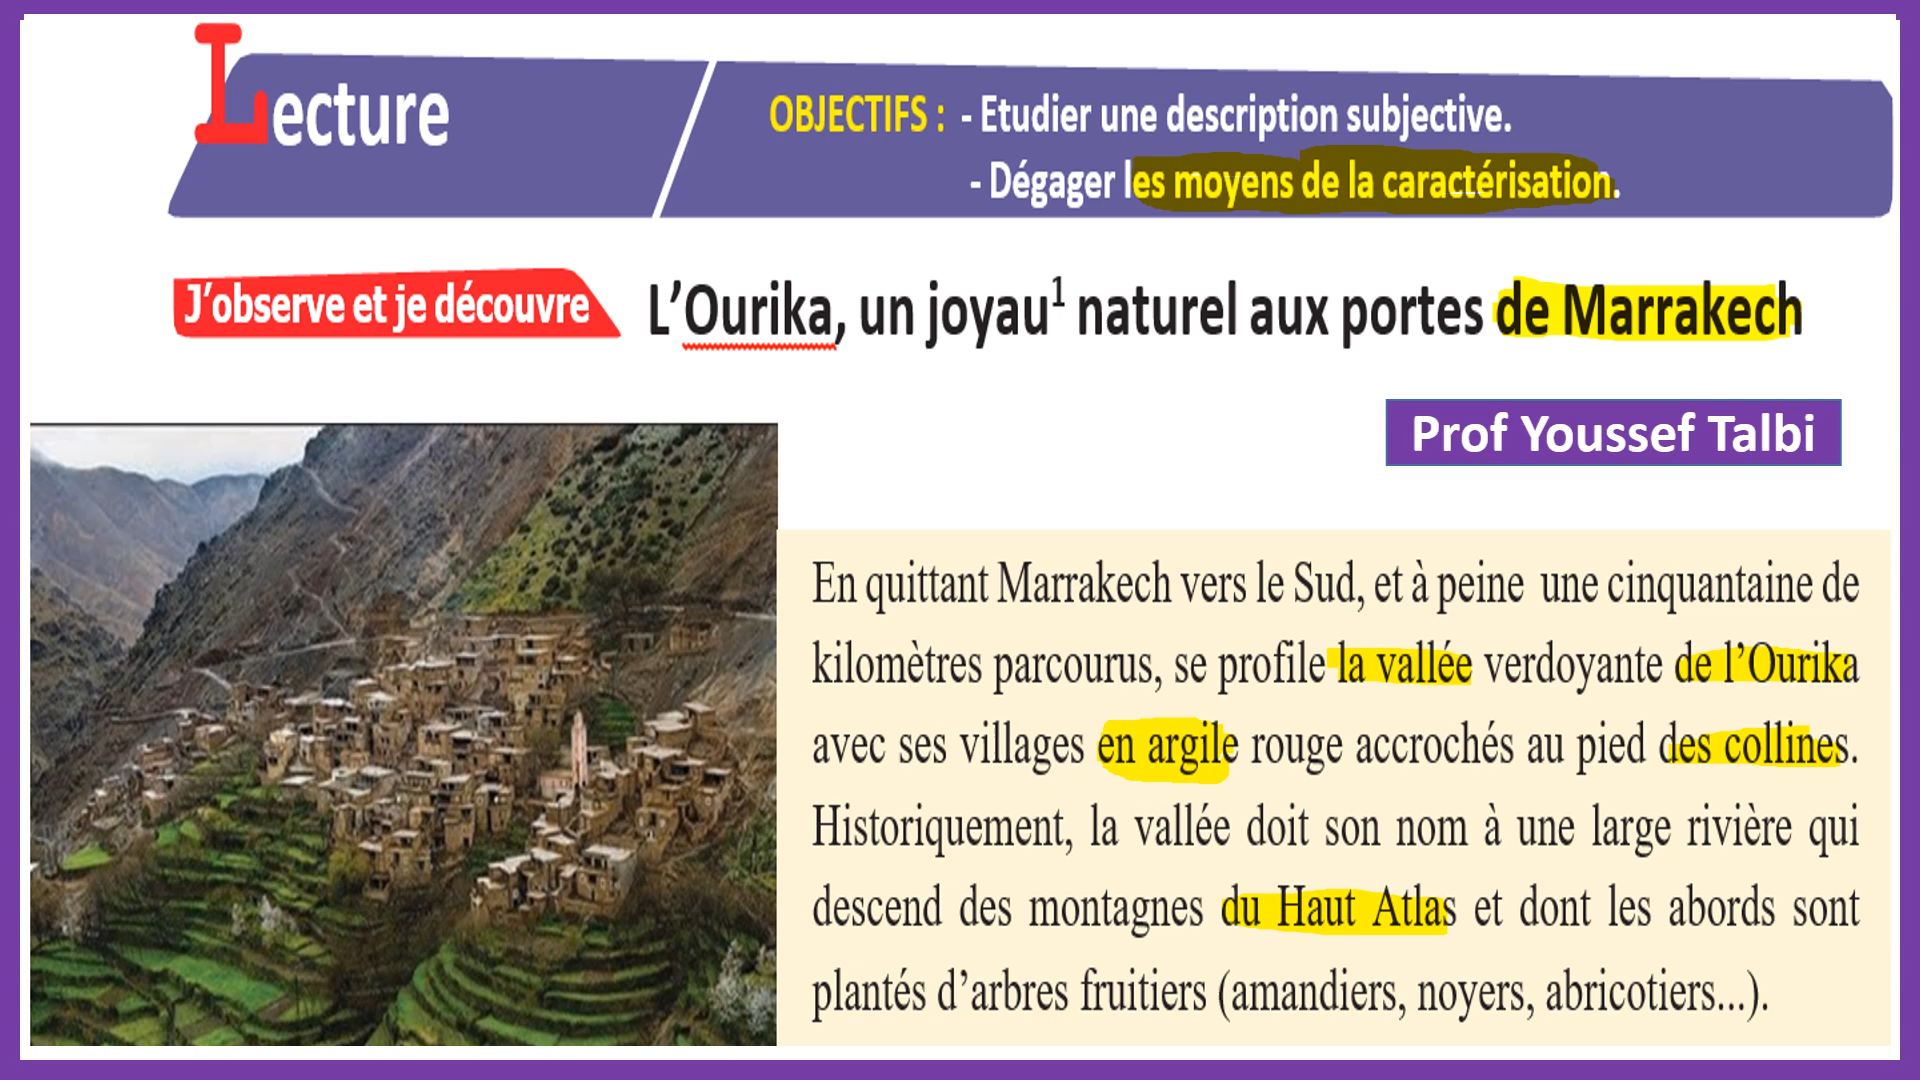 Lecture
OBJECTIFS : - Etudier une description subjective.
- Dégager les moyens de la caractérisation.
J’observe et je découvre
L’Ourika, un joyau¹ naturel aux portes de Marrakech
Prof Youssef Talbi
En quittant Marrakech vers le Sud, et à peine une cinquantaine de
kilomètres parcourus, se profile la vallée verdoyante de l’Ourika
avec ses villages en argile rouge accrochés au pied des collines.
Historiquement, la vallée doit son nom à une large rivière qui
descend des montagnes du Haut Atlas et dont les abords sont
plantés d’arbres fruitiers (amandiers, noyers, abricotiers...).